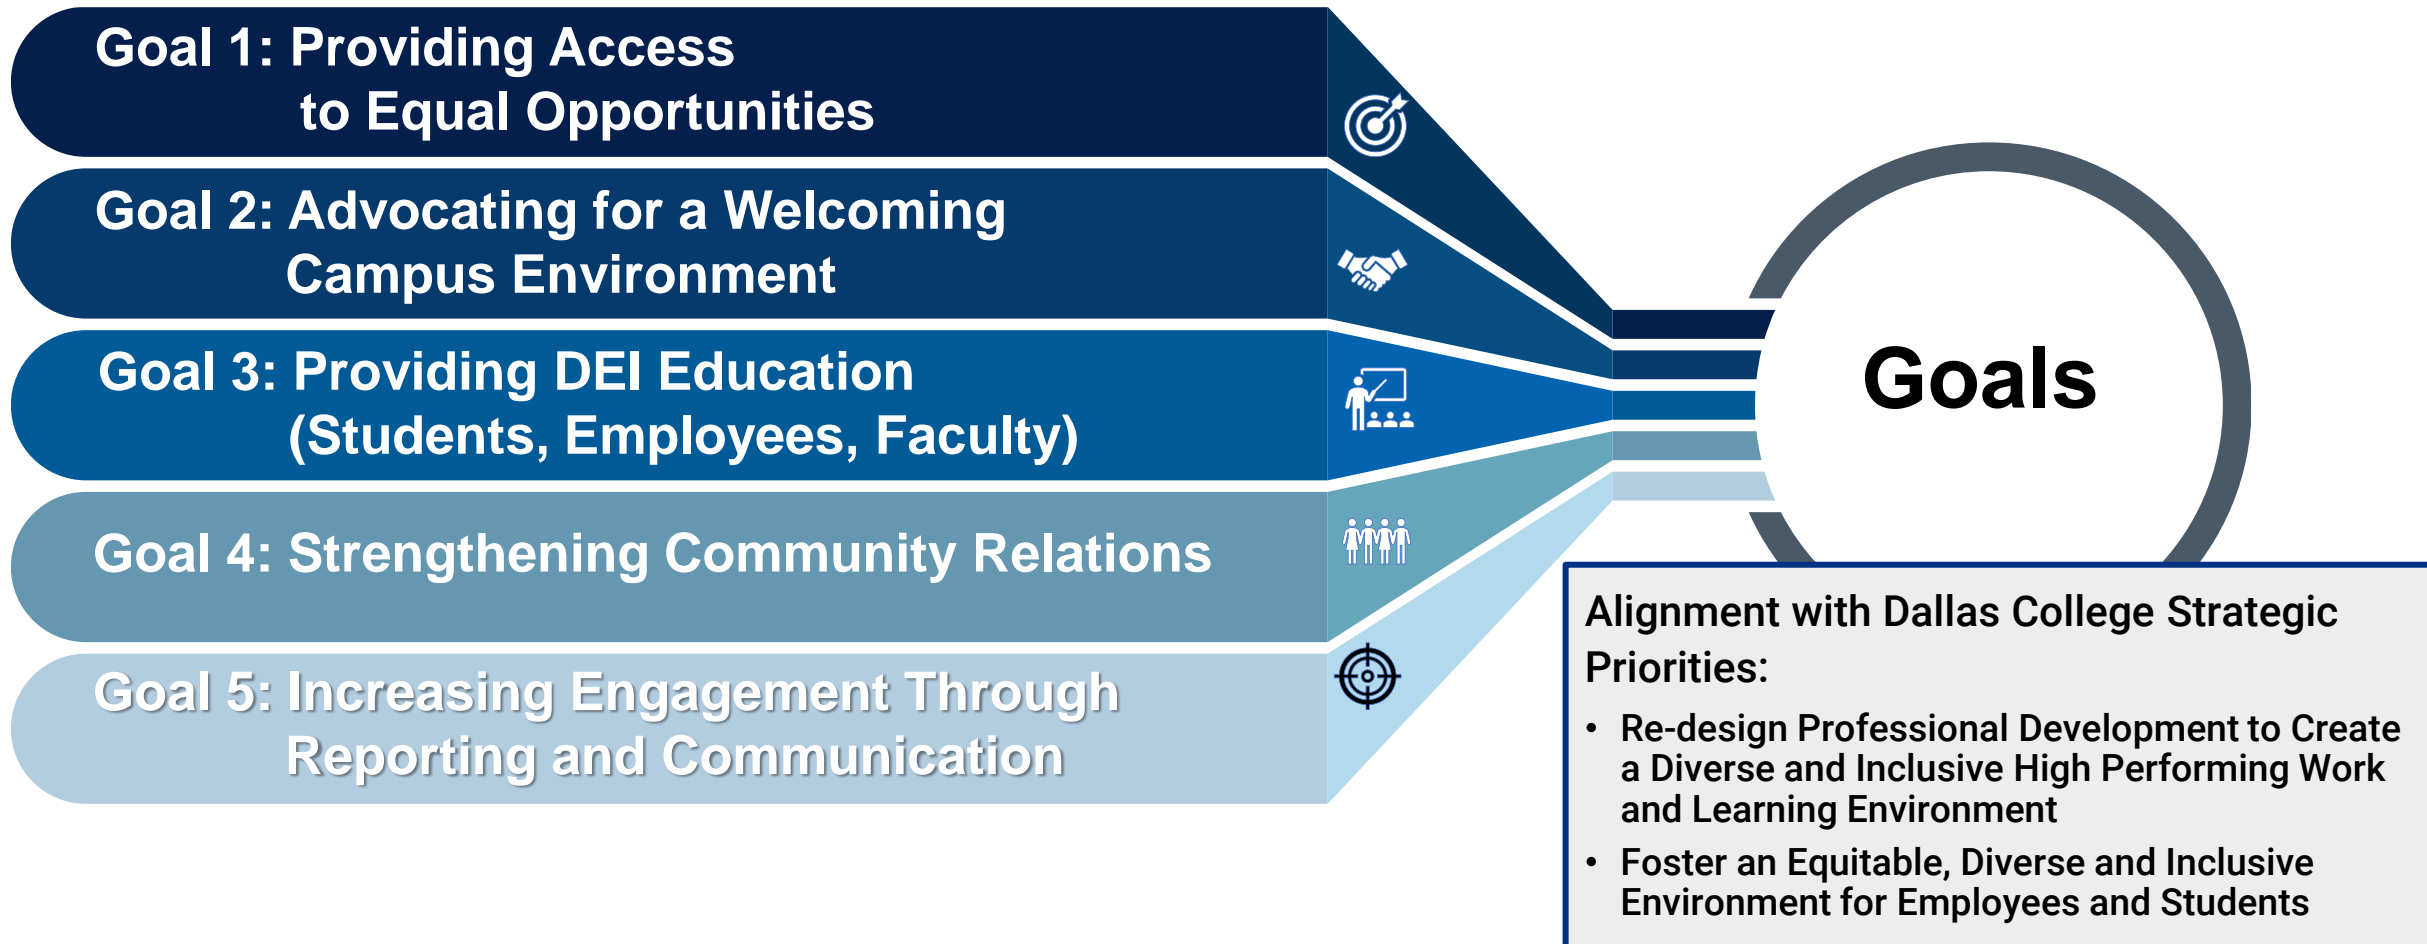 Goal 1: Providing Access
to Equal Opportunities
Goal 2: Advocating for a Welcoming
Campus Environment
Goal 3: Providing DEI Education
(Students, Employees, Faculty)
Goal 4: Strengthening Community Relations
Goal 5: Increasing Engagement Through
Reporting and Communication
Goals
Alignment with Dallas College Strategic
Priorities:
• Re-design Professional Development to Create
a Diverse and Inclusive High Performing Work
and Learning Environment
• Foster an Equitable, Diverse and Inclusive
Environment for Employees and Students